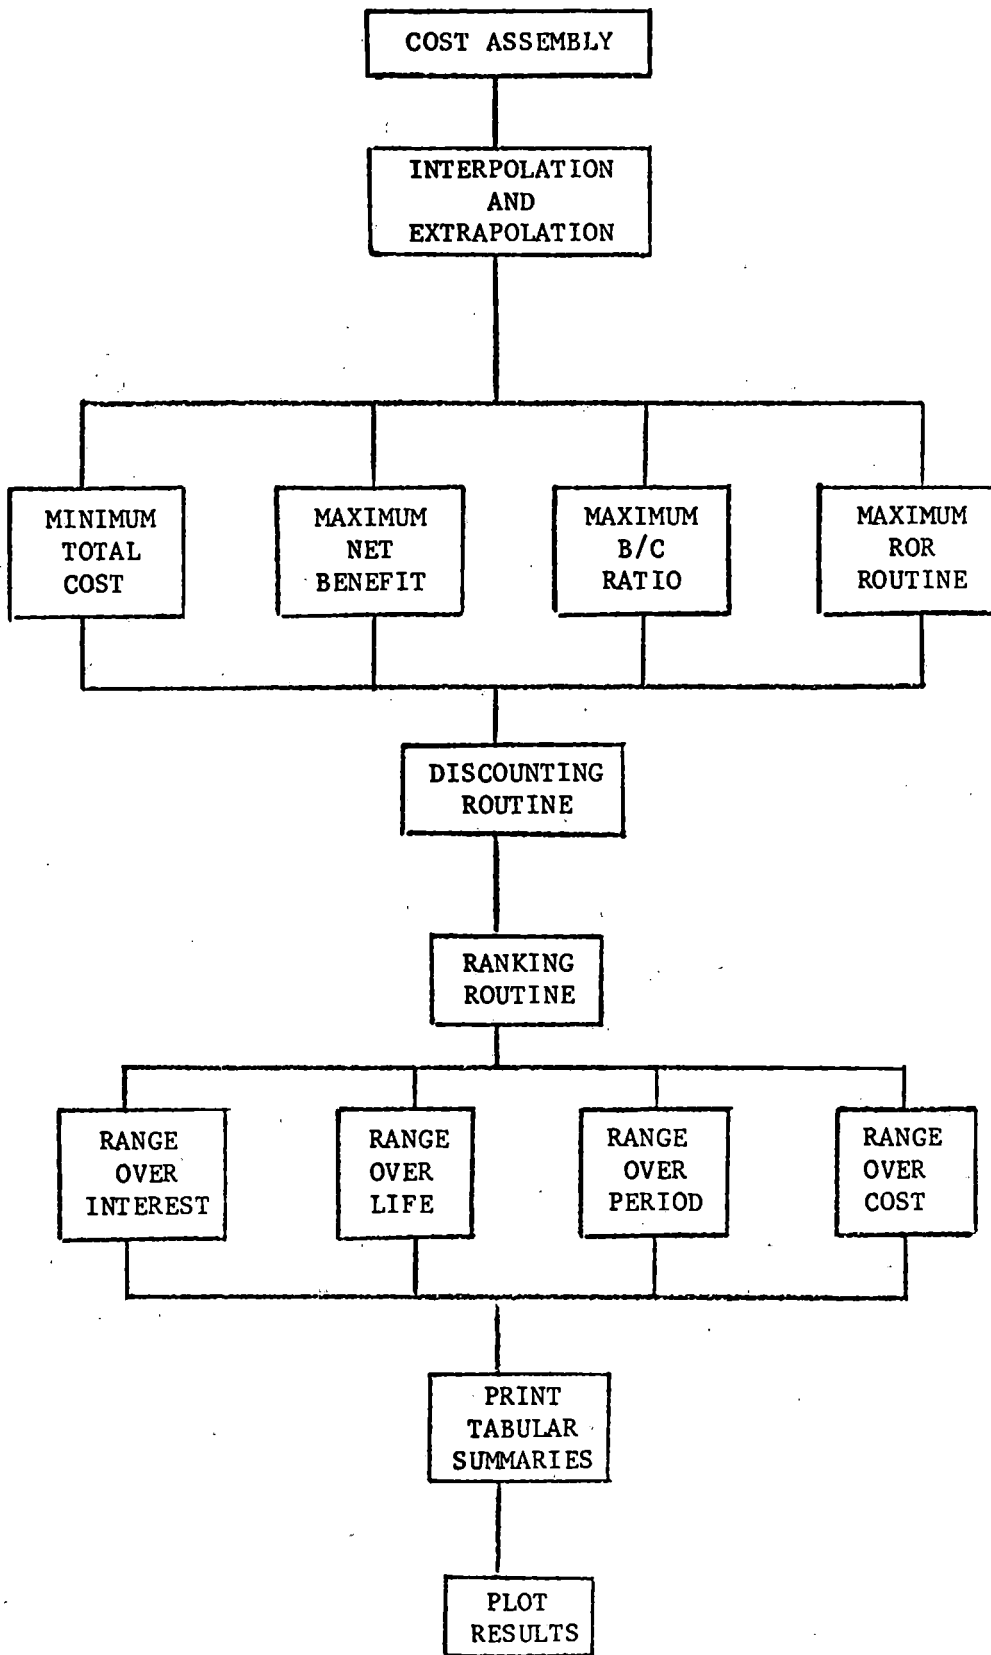 COST ASSEMBLY
INTERPOLATION
AND
EXTRAPOLATION
MINIMUM
TOTAL
COST
MAXIMUM
NET
BENEFIT
MAXIMUM
B/C
RATIO
MAXIMUM
ROR
ROUTINE
DISCOUNTING
ROUTINE
RANKING
ROUTINE
RANGE
OVER
INTEREST
RANGE
OVER
LIFE
RANGE
OVER
PERIOD
RANGE
OVER
COST
PRINT
TABULAR
SUMMARIES
PLOT
RESULTS